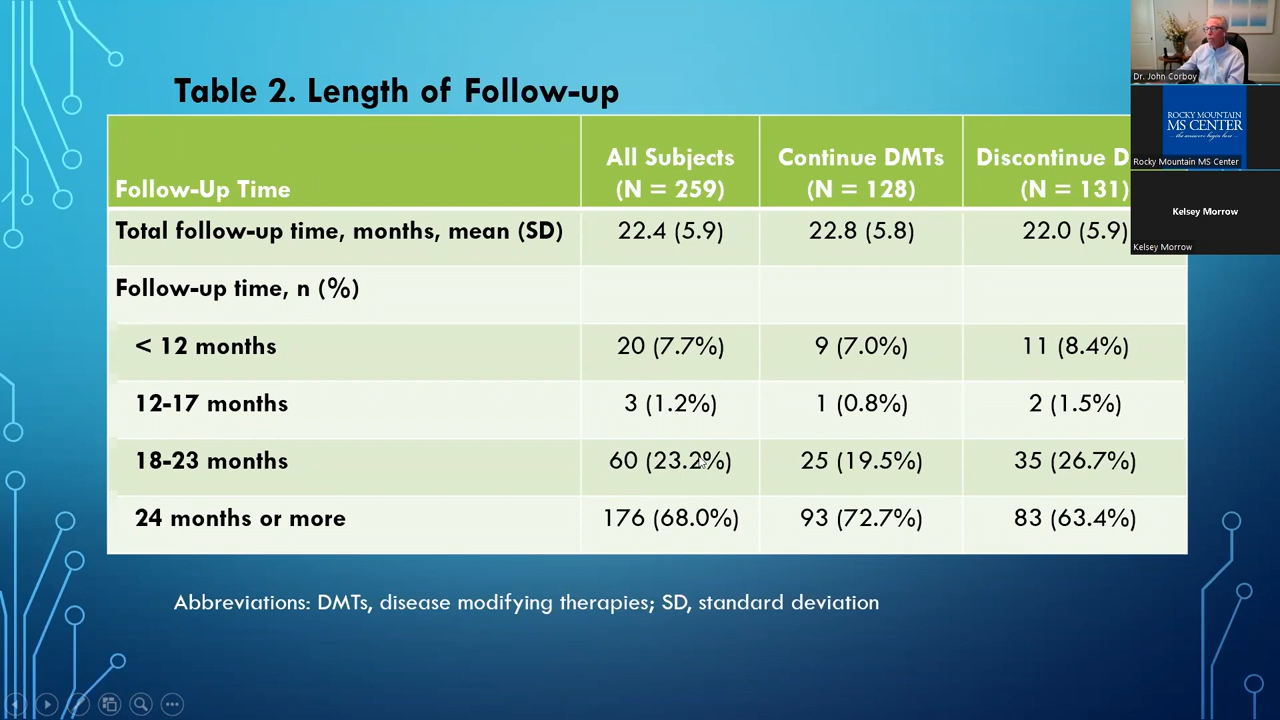 Table 2. Length of Follow-up
Follow-Up Time
All Subjects
(N = 259)
Continue DMTs
(N = 128)
Discontinue D
(N = 131)
Total follow-up time, months, mean (SD) 22.4 (5.9) 22.8 (5.8) 22.0 (5.9)
Follow-up time, n (%)
< 12 months 20 (7.7%) 9 (7.0%) 11 (8.4%)
12-17 months 3 (1.2%) 1 (0.8%) 2 (1.5%)
18-23 months 60 (23.2%) 25 (19.5%) 35 (26.7%)
24 months or more 176 (68.0%) 93 (72.7%) 83 (63.4%)
Abbreviations: DMTs, disease modifying therapies; SD, standard deviation
Dr. John Corboy
ROCKY MOUNTAIN
MS CENTER
the answers begin here
Rocky Mountain MS Center
Kelsey Morrow
Kelsey Morrow